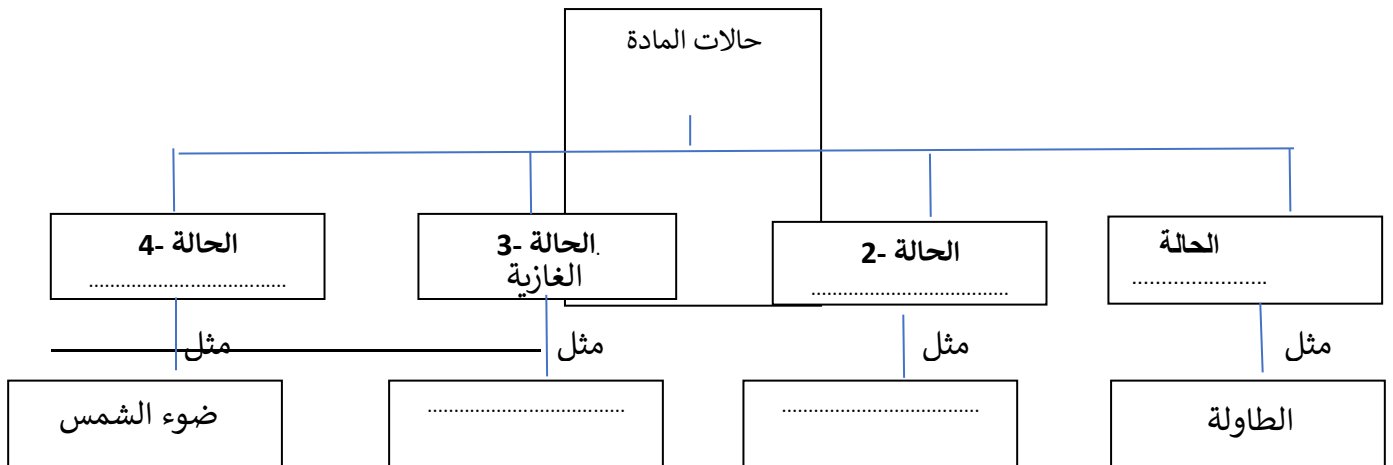 حالات المادة
الحالة
.......................
الحالة -2
......................................
.الحالة -3
الغازية
الحالة -4
......................................
مثل
مثل
مثل
مثل
الطاولة
......................................
......................................
ضوء الشمس